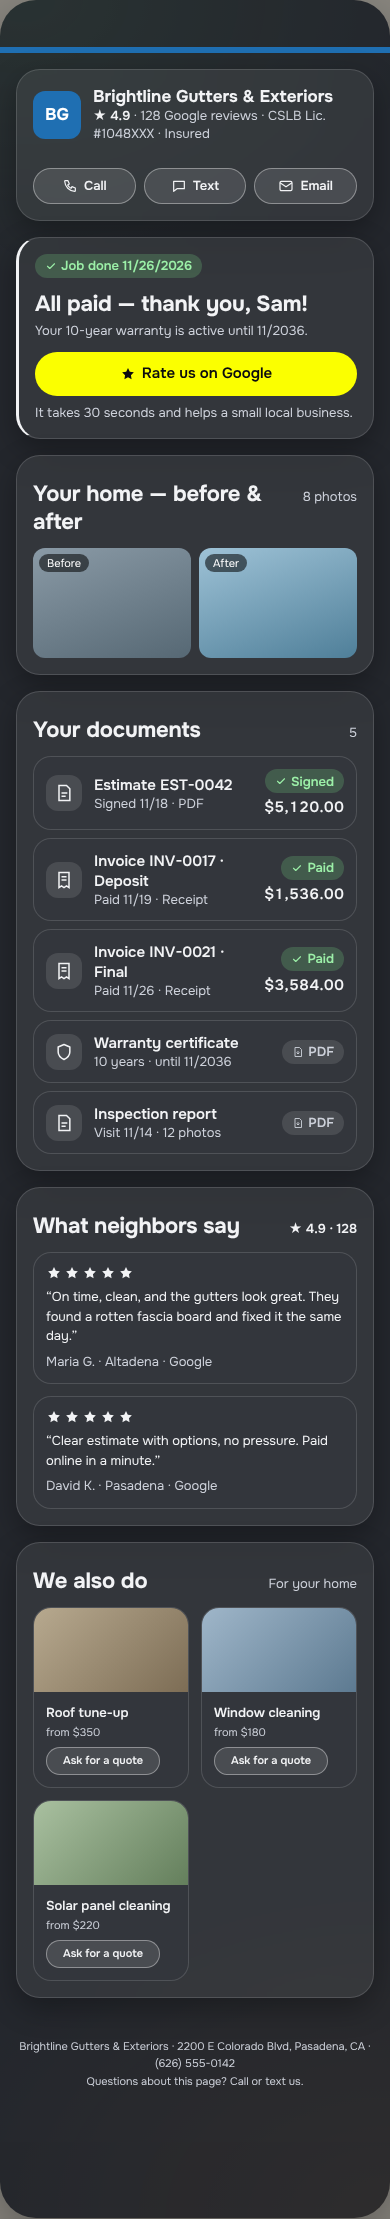 BG
Brightline Gutters & Exteriors
★ 4.9 · 128 Google reviews · CSLB Lic.
#1048XXX · Insured
Call
Text
Email
✓ Job done 11/26/2026
All paid — thank you, Sam!
Your 10-year warranty is active until 11/2036.
★ Rate us on Google
It takes 30 seconds and helps a small local business.
Your home — before &
after
8 photos
Before
After
Your documents
5
Estimate EST-0042
Signed 11/18 · PDF
✓ Signed
$5,120.00
Invoice INV-0017 ·
Deposit
Paid 11/19 · Receipt
✓ Paid
$1,536.00
Invoice INV-0021 ·
Final
Paid 11/26 · Receipt
✓ Paid
$3,584.00
Warranty certificate
10 years · until 11/2036
PDF
Inspection report
Visit 11/14 · 12 photos
PDF
What neighbors say
★ 4.9 · 128
★ ★ ★ ★ ★
“On time, clean, and the gutters look great. They
found a rotten fascia board and fixed it the same
day.”
Maria G. · Altadena · Google
★ ★ ★ ★ ★
“Clear estimate with options, no pressure. Paid
online in a minute.”
David K. · Pasadena · Google
We also do
For your home
Roof tune-up
from $350
Ask for a quote
Window cleaning
from $180
Ask for a quote
Solar panel cleaning
from $220
Ask for a quote
Brightline Gutters & Exteriors · 2200 E Colorado Blvd, Pasadena, CA ·
(626) 555-0142
Questions about this page? Call or text us.